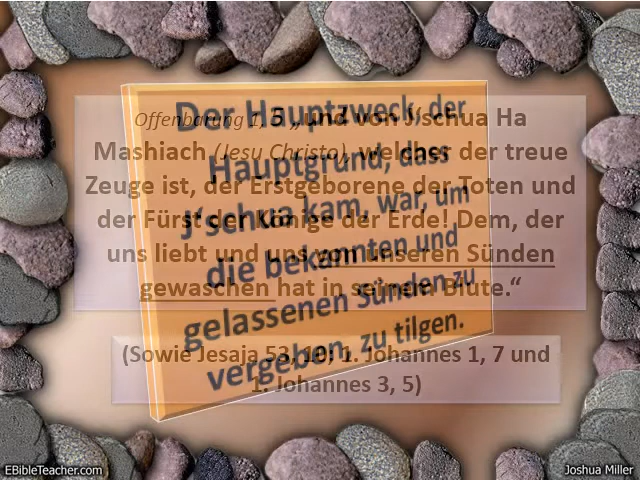 Der Hauptzweck, der
Hauptgrund, dass
J‘schua kam, war, um
die bekannten und
gelassenen Sünden zu
vergeben, zu tilgen.
Offenbarung 1, 5 „und von J‘schua Ha
Mashiach (Jesu Christo), welcher der treue
Zeuge ist, der Erstgeborene der Toten und
der Fürst der Könige der Erde! Dem, der
uns liebt und uns von unseren Sünden
gewaschen hat in seinem Blute.“
(Sowie Jesaja 53, 10; 1. Johannes 1, 7 und
1. Johannes 3, 5)
EBibleTeacher.com
Joshua Miller